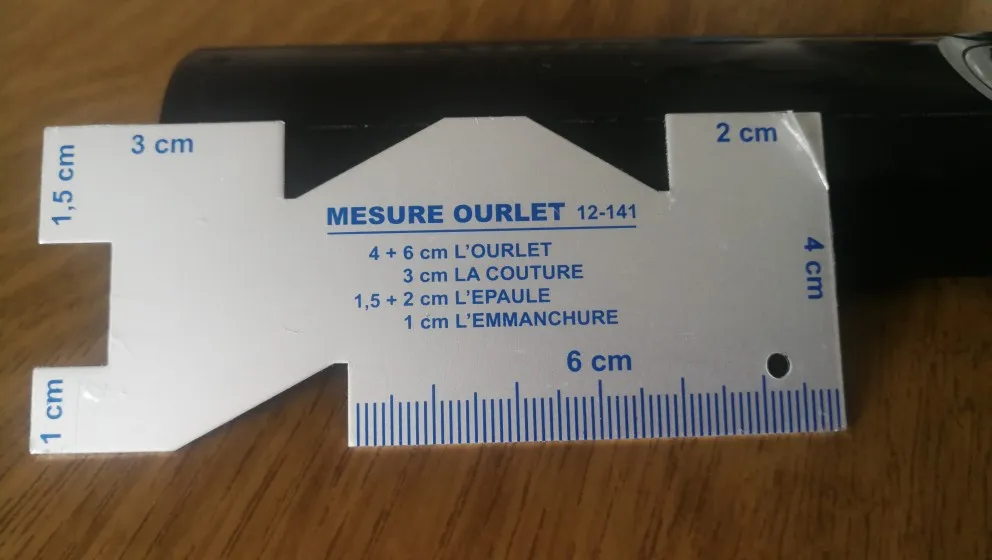 3 cm
2 cm
1,5 cm
MESURE OURLET 12-141
4 + 6 cm L'OURLET
3 cm LA COUTURE
1,5 + 2 cm L'EPAULE
1 cm L'EMMANCHURE
4 cm
6 cm
1 cm